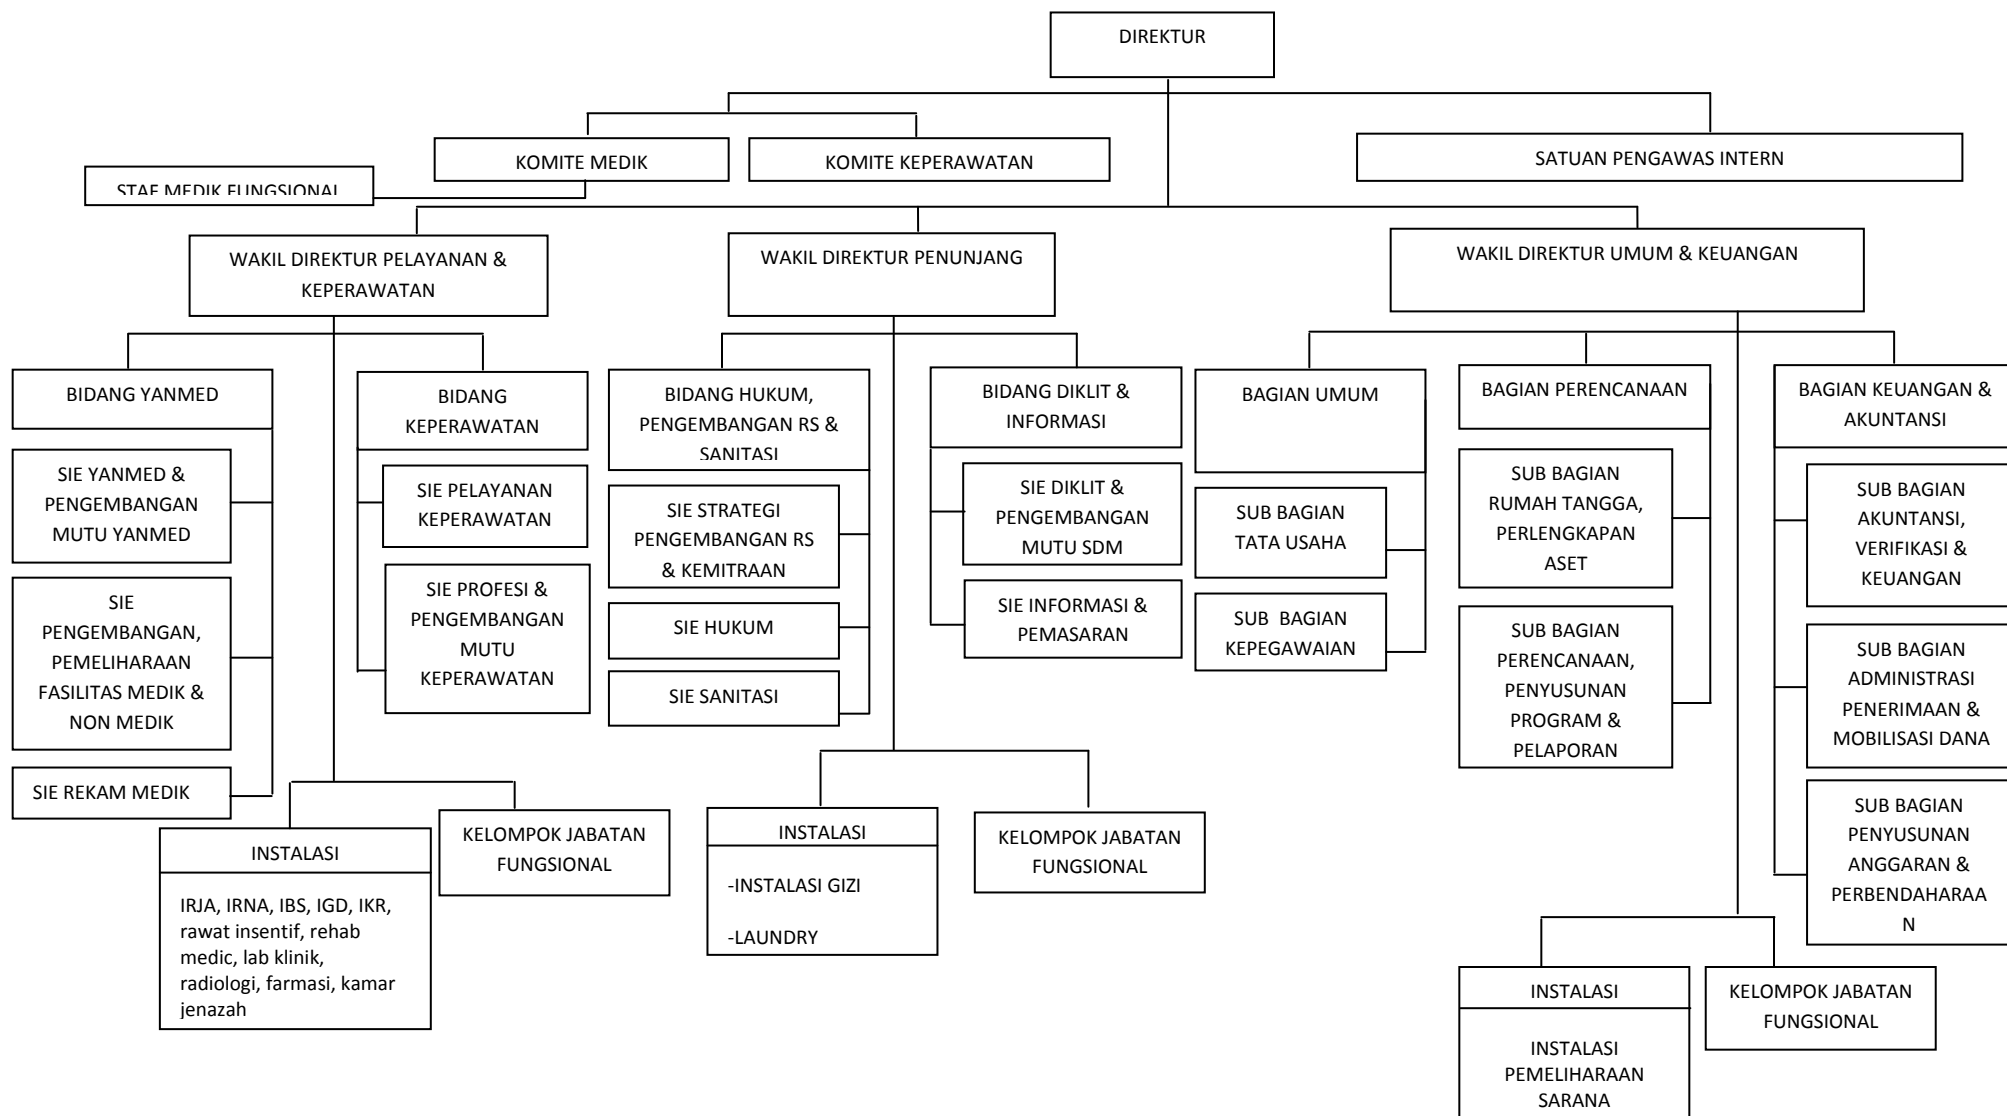 DIREKTUR
KOMITE MEDIK
KOMITE KEPERAWATAN
SATUAN PENGAWAS INTERN
STAF MEDIK FUNGSIONAL
WAKIL DIREKTUR PELAYANAN &
KEPERAWATAN
WAKIL DIREKTUR PENUNJANG
WAKIL DIREKTUR UMUM & KEUANGAN
BIDANG YANMED
SIE YANMED &
PENGEMBANGAN
MUTU YANMED
SIE
PENGEMBANGAN,
PEMELIHARAAN
FASILITAS MEDIK &
NON MEDIK
SIE REKAM MEDIK
BIDANG
KEPERAWATAN
SIE PELAYANAN
KEPERAWATAN
SIE PROFESI &
PENGEMBANGAN
MUTU
KEPERAWATAN
INSTALASI
IRJA, IRNA, IBS, IGD, IKR,
rawat insentif, rehab
medic, lab klinik,
radiologi, farmasi, kamar
jenazah
KELOMPOK JABATAN
FUNGSIONAL
BIDANG HUKUM,
PENGEMBANGAN RS &
SANITASI
SIE STRATEGI
PENGEMBANGAN RS
& KEMITRAAN
SIE HUKUM
SIE SANITASI
BIDANG DIKLIT &
INFORMASI
SIE DIKLIT &
PENGEMBANGAN
MUTU SDM
SIE INFORMASI &
PEMASARAN
INSTALASI
-INSTALASI GIZI
-LAUNDRY
KELOMPOK JABATAN
FUNGSIONAL
BAGIAN UMUM
SUB BAGIAN
TATA USAHA
SUB BAGIAN
KEPEGAWAIAN
BAGIAN PERENCANAAN
SUB BAGIAN
RUMAH TANGGA,
PERLENGKAPAN
ASET
SUB BAGIAN
PERENCANAAN,
PENYUSUNAN
PROGRAM &
PELAPORAN
BAGIAN KEUANGAN &
AKUNTANSI
SUB BAGIAN
AKUNTANSI,
VERIFIKASI &
KEUANGAN
SUB BAGIAN
ADMINISTRASI
PENERIMAAN &
MOBILISASI DANA
SUB BAGIAN
PENYUSUNAN
ANGGARAN &
PERBENDAHARAA
N
INSTALASI
INSTALASI
PEMELIHARAAN
SARANA
KELOMPOK JABATAN
FUNGSIONAL